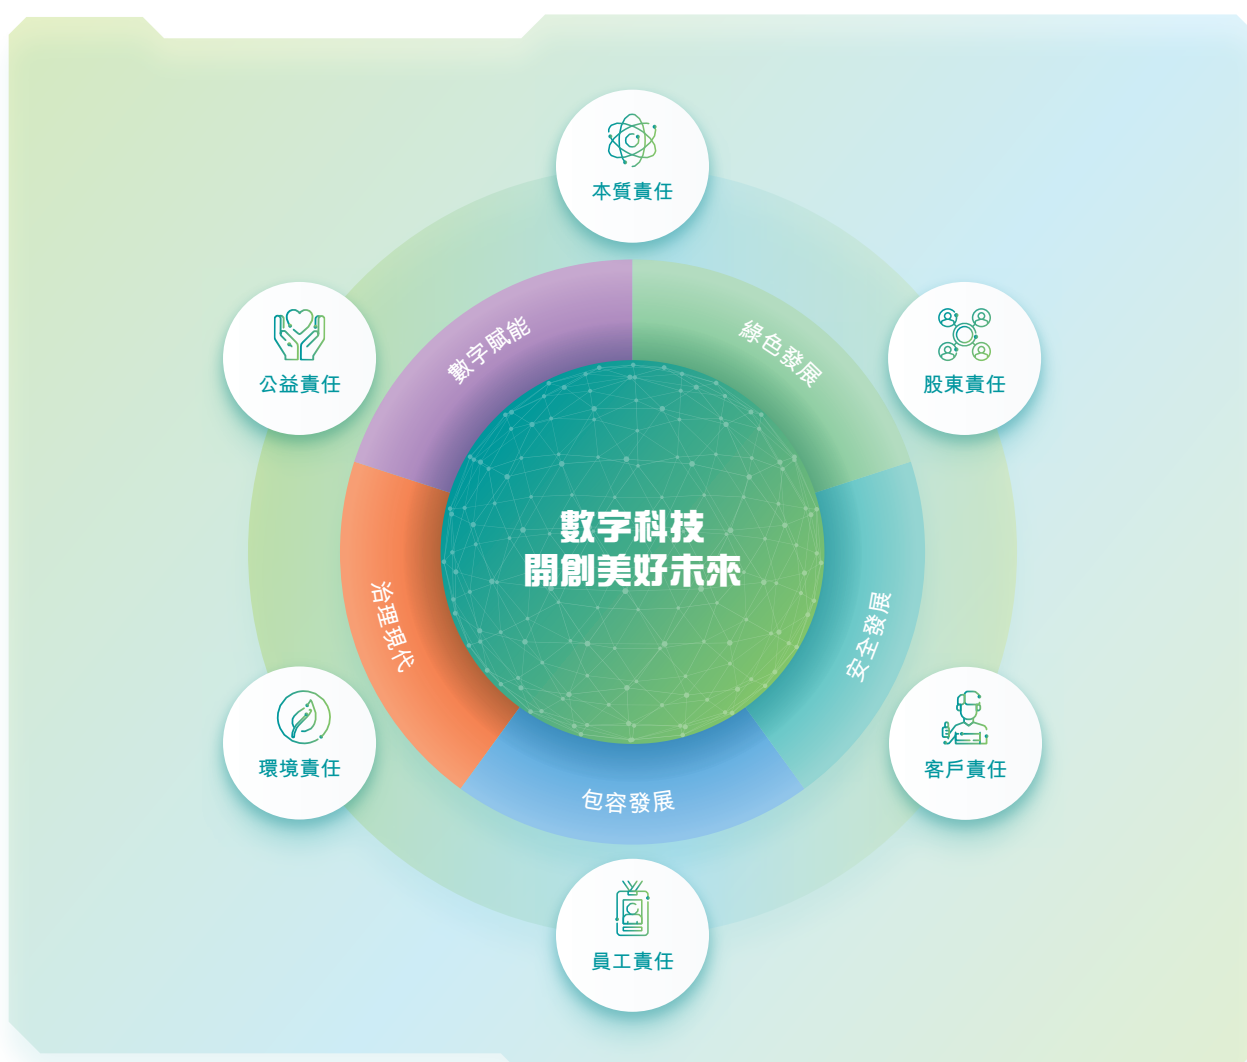 本質責任
公益責任
股東責任
數字賦能
綠色發展
數字科技
開創美好未來
治理現代
安全發展
包容發展
環境責任
客戶責任
員工責任